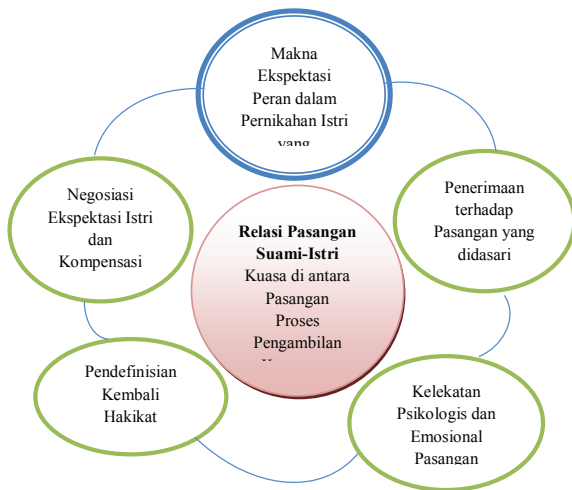 Makna
Ekspektasi
Peran dalam
Pernikahan Istri
yang
Penerimaan
terhadap
Pasangan yang
didasari
Kelekatan
Psikologis dan
Emosional
Pasangan
Pendefinisian
Kembali
Hakikat
Negosiasi
Ekspektasi Istri
dan
Kompensasi
Relasi Pasangan
Suami-Istri
Kuasa di antara
Pasangan
Proses
Pengambilan